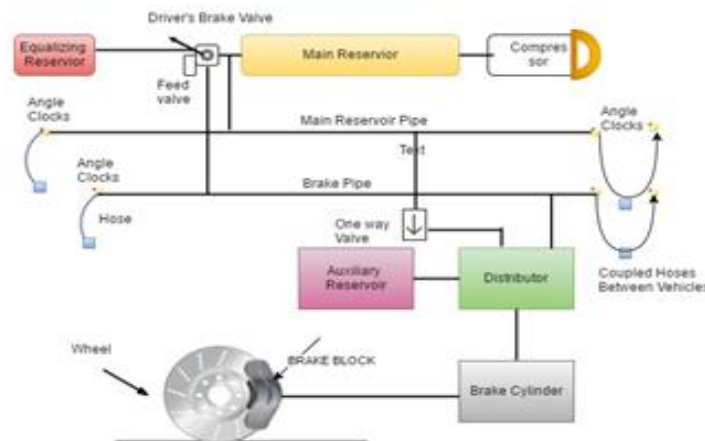 Driver's Brake Valve
Equalizing
Reservior
Main Reservior
Compres
sor
Feed
valve
Angle
Clocks
Main Reservoir Pipe
Angle
Clocks
Text
Angle
Clocks
Brake Pipe
Hose
One way
Valve
Auxiliary
Reservoir
Distributor
Coupled Hoses
Between Vehicles
Wheel
BRAKE BLOCK
Brake Cylinder